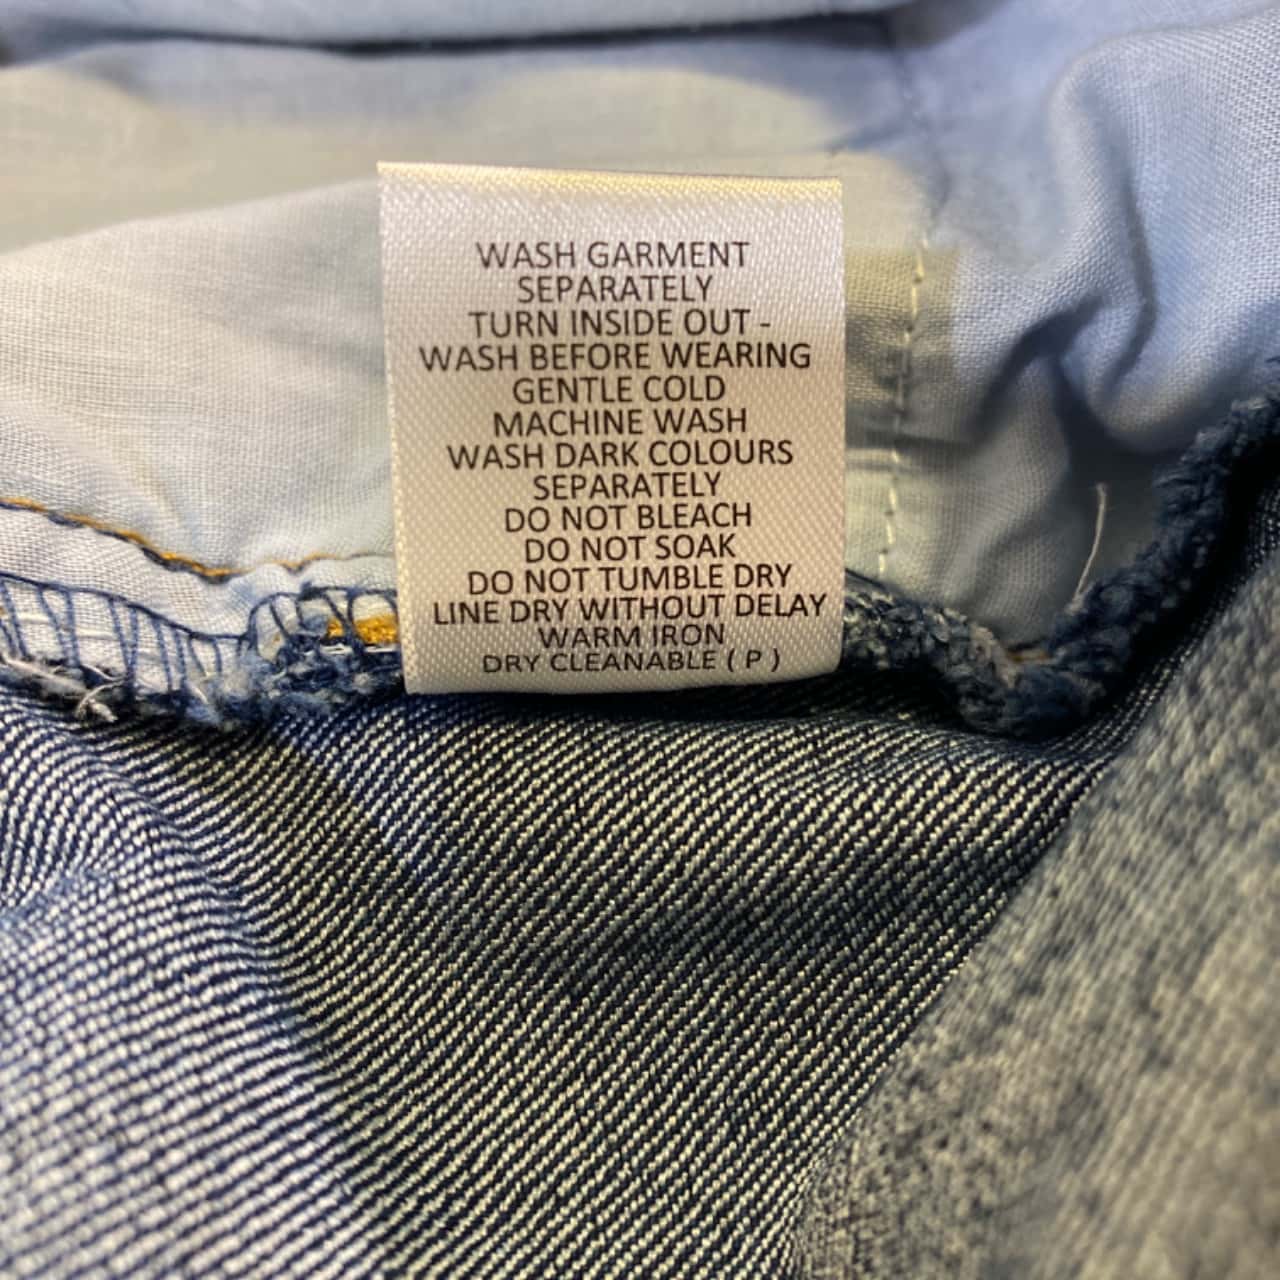 WASH GARMENT
SEPARATELY
TURN INSIDE OUT -
WASH BEFORE WEARING
GENTLE COLD
MACHINE WASH
WASH DARK COLOURS
SEPARATELY
DO NOT BLEACH
DO NOT SOAK
DO NOT TUMBLE DRY
LINE DRY WITHOUT DELAY
WARM IRON
DRY CLEANABLE ( P )